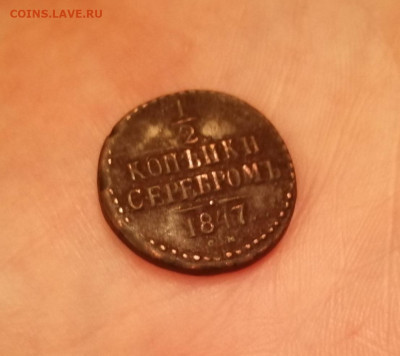 COINS.LAVE.RU
1/2
КОПѢЙКИ
СЕРЕБРОМЪ
1847